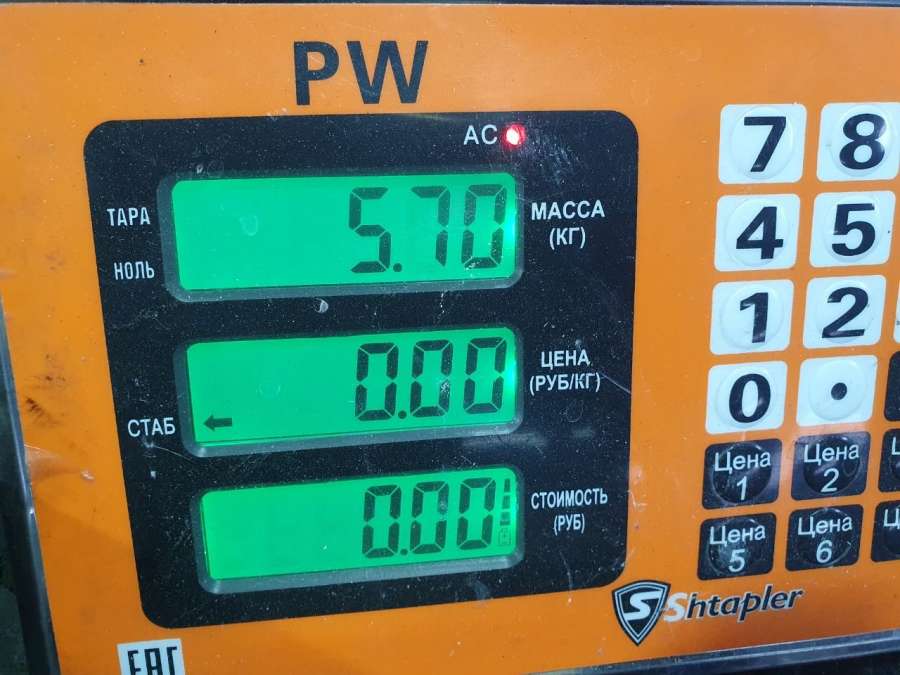 PW
AC
ТАРА
НОЛЬ
5.70
МАССА
(КГ)
СТАБ
0.00
ЦЕНА
(РУБ/КГ)
0.00
СТОИМОСТЬ
(РУБ)
7 8
4 5
1 2
0 .
Цена 1
Цена 2
Цена 5
Цена 6
S-Shtapler
EAC